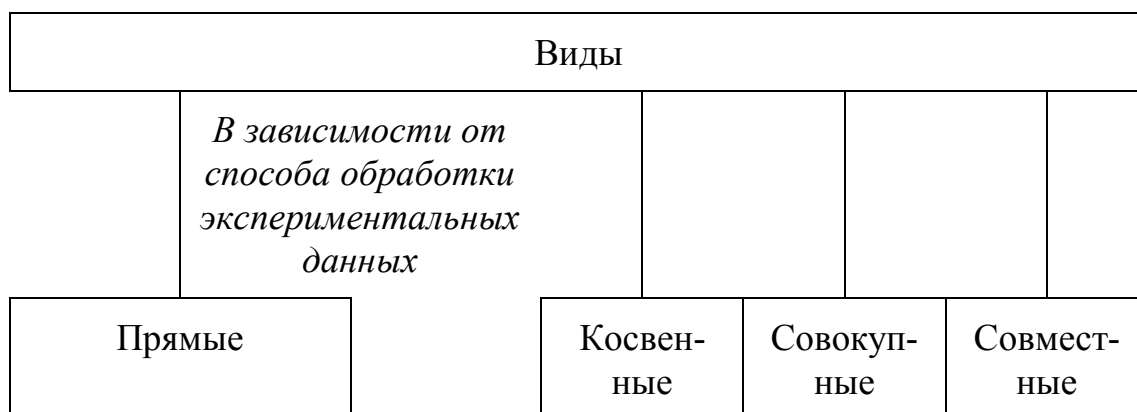 Виды
В зависимости от
способа обработки
экспериментальных
данных
Прямые
Косвен-
ные
Совокуп-
ные
Совмест-
ные